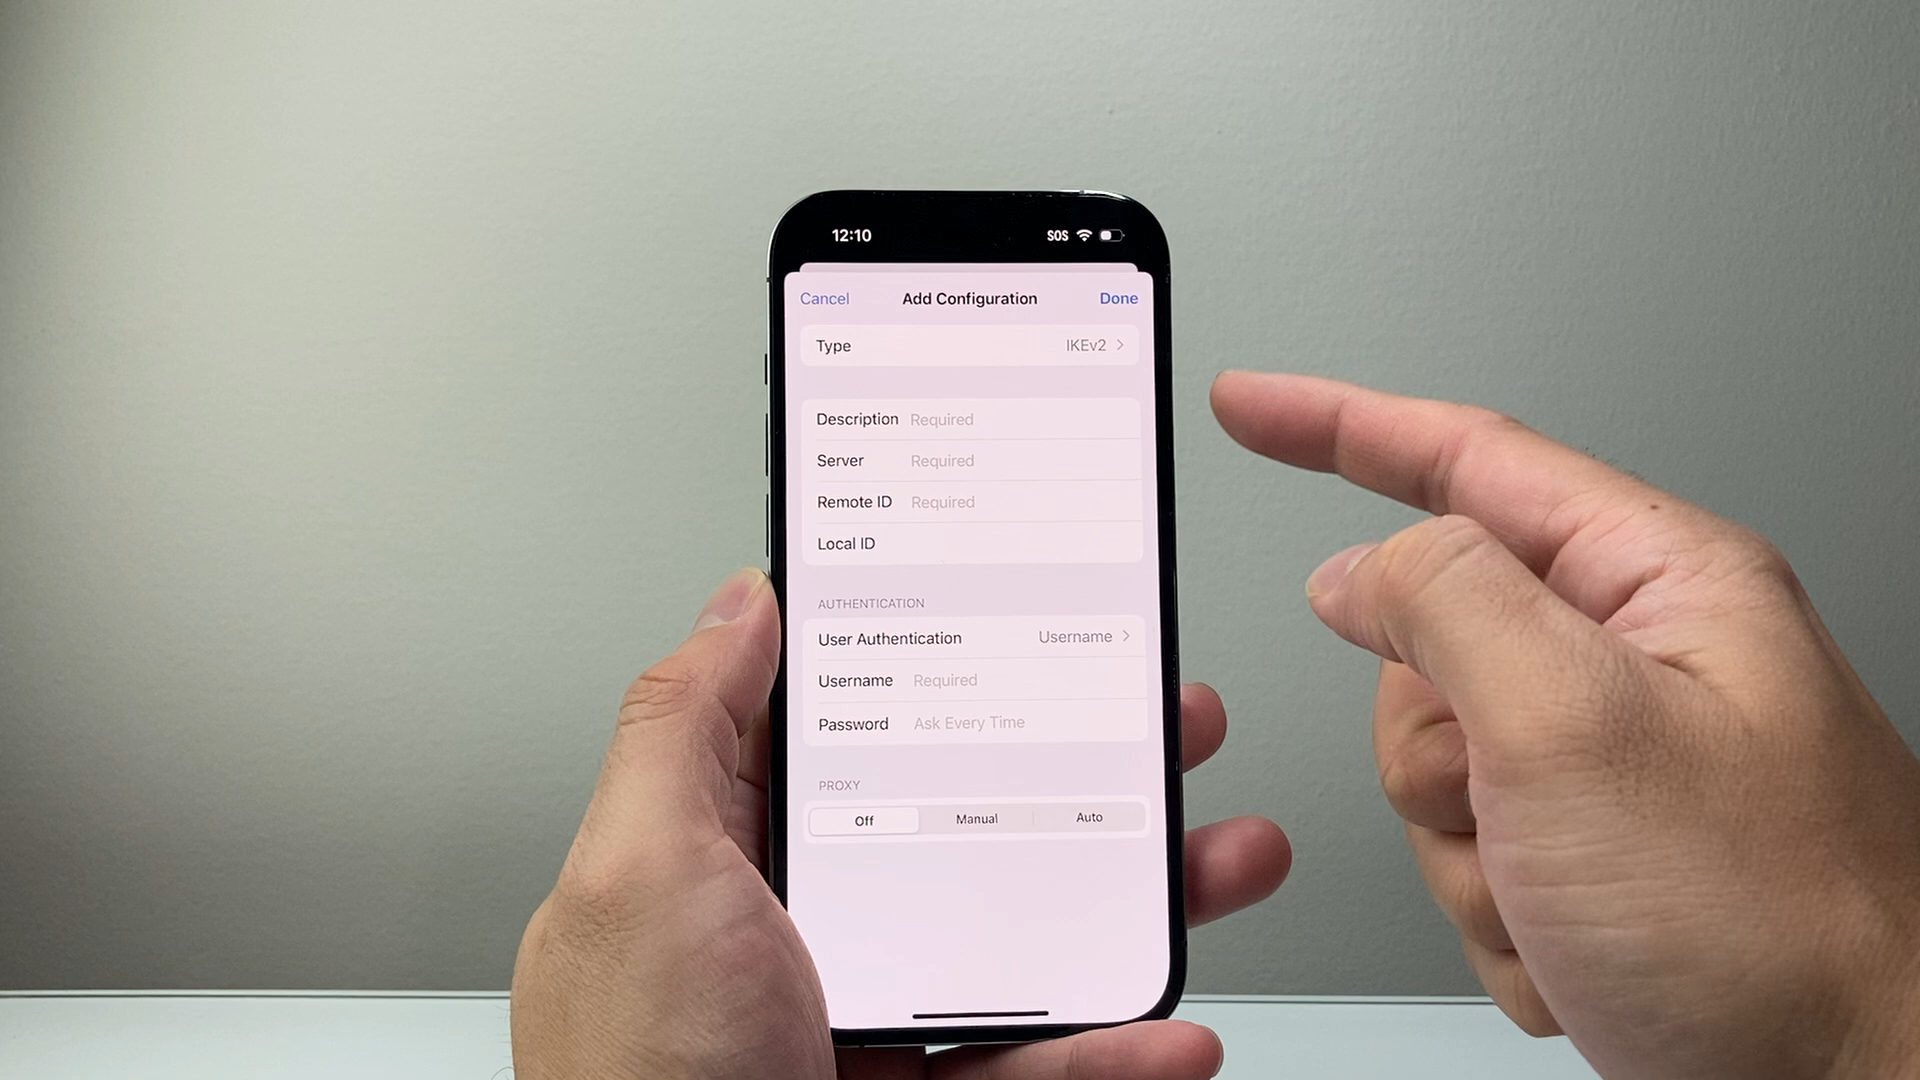 12:10 SOS
Cancel Add Configuration Done
Type IKEv2
Description Required
Server Required
Remote ID Required
Local ID
AUTHENTICATION
User Authentication Username
Username Required
Password Ask Every Time
PROXY
Off Manual Auto